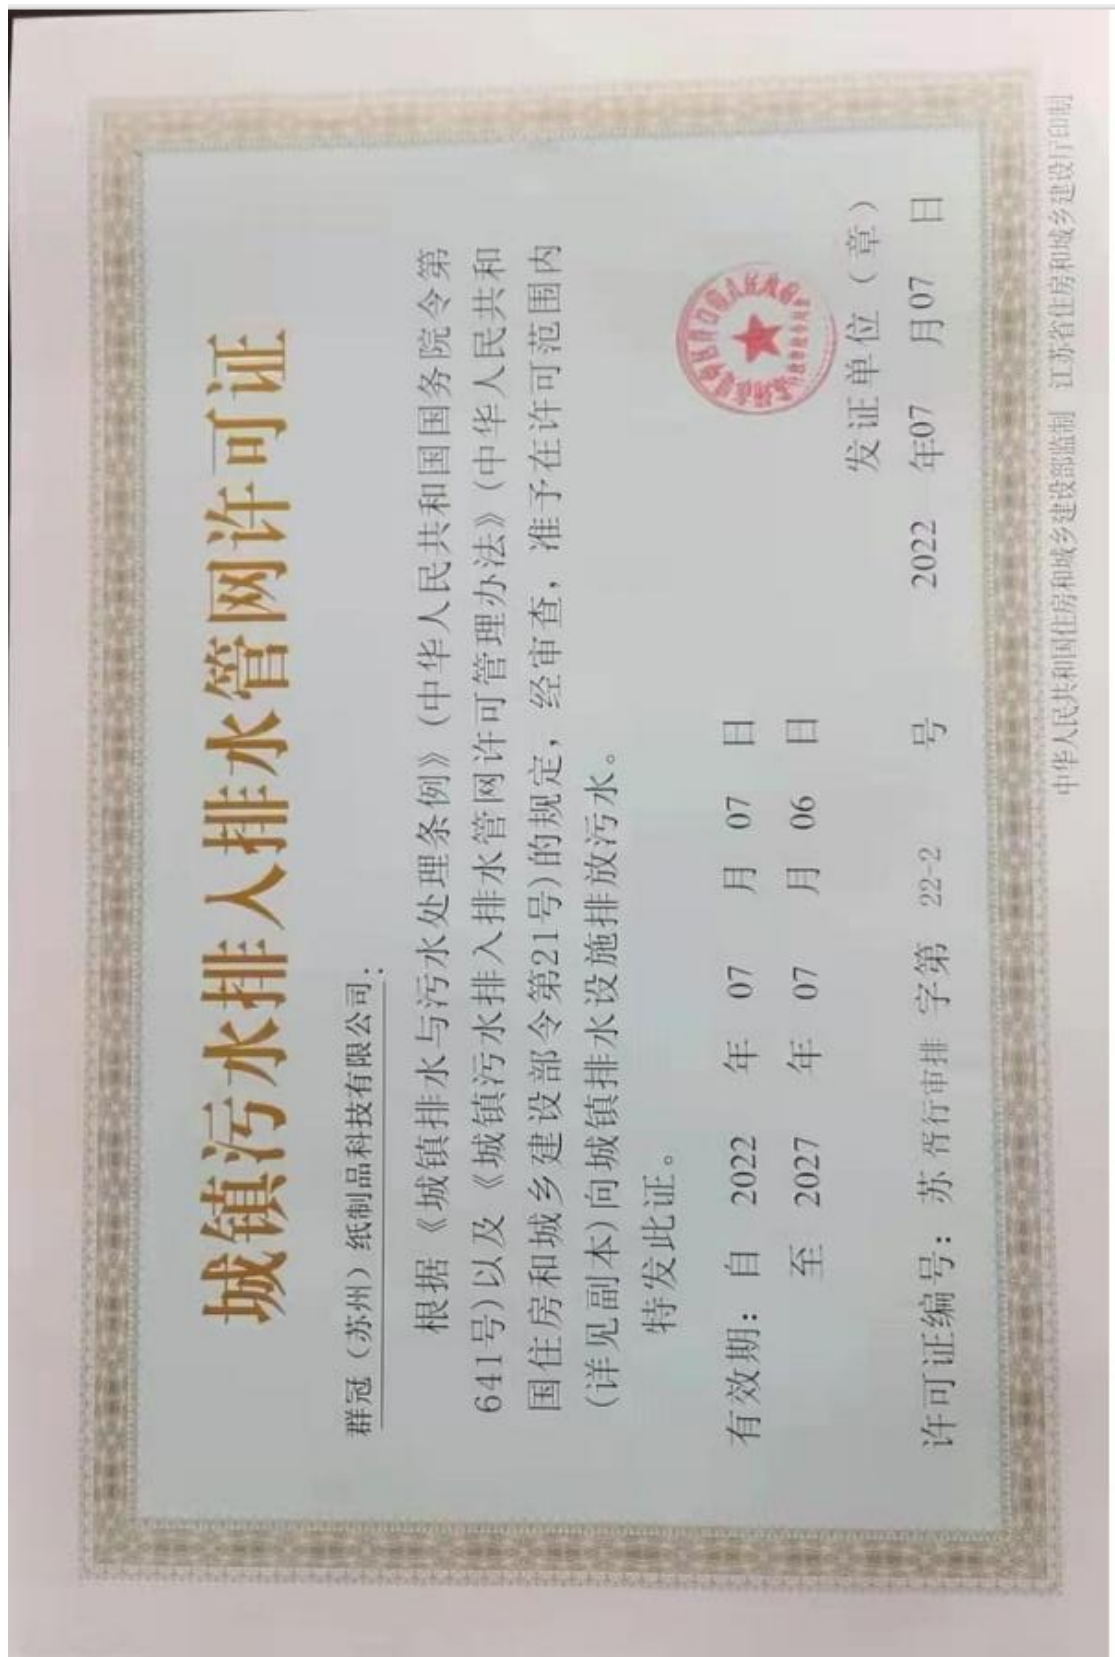 城镇污水排入排水管网许可证
群冠（苏州）纸制品科技有限公司：
根据《城镇排水与污水处理条例》(中华人民共和国国务院令第
641号)以及《城镇污水排入排水管网许可管理办法》(中华人民共和
国住房和城乡建设部令第21号)的规定，经审查，准予在许可范围内
(详见副本)向城镇排水设施排放污水。
特发此证。
有效期：自 2022 年 07 月 07 日
至 2027 年 07 月 06 日
发证单位（章）
许可证编号：苏 胥行审排 字第 22-2 号
2022 年07 月07 日
中华人民共和国住房和城乡建设部监制 江苏省住房和城乡建设厅印制